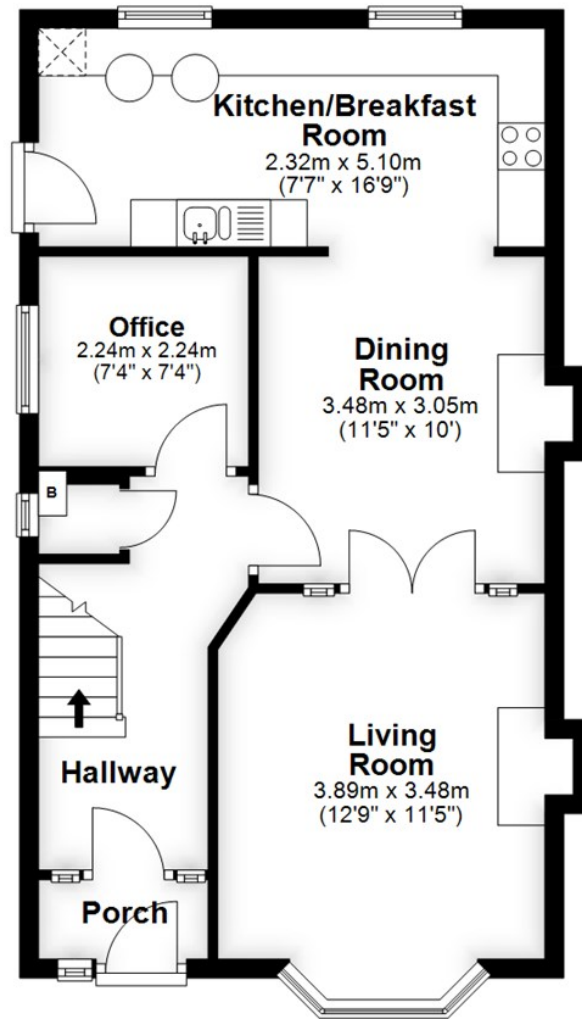 Kitchen/Breakfast
Room
2.32m x 5.10m
(7'7" x 16'9")
Office
2.24m x 2.24m
(7'4" x 7'4")
Dining
Room
3.48m x 3.05m
(11'5" x 10')
B
Living
Room
3.89m x 3.48m
(12'9" x 11'5")
Hallway
Porch